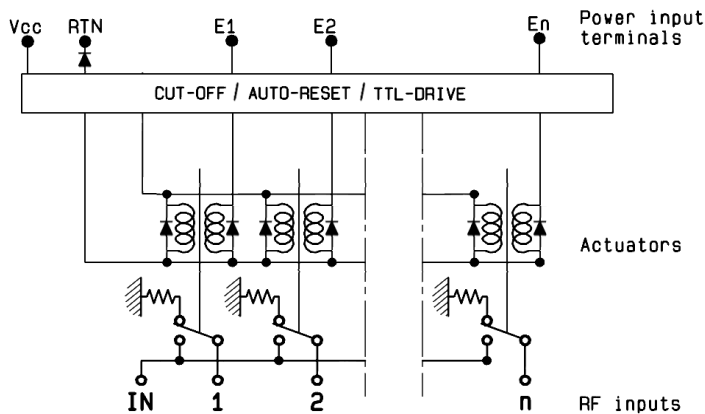 Vcc RTN E1 E2 En Power input
terminals
CUT-OFF / AUTO-RESET / TTL-DRIVE
Actuators
IN 1 2 n RF inputs